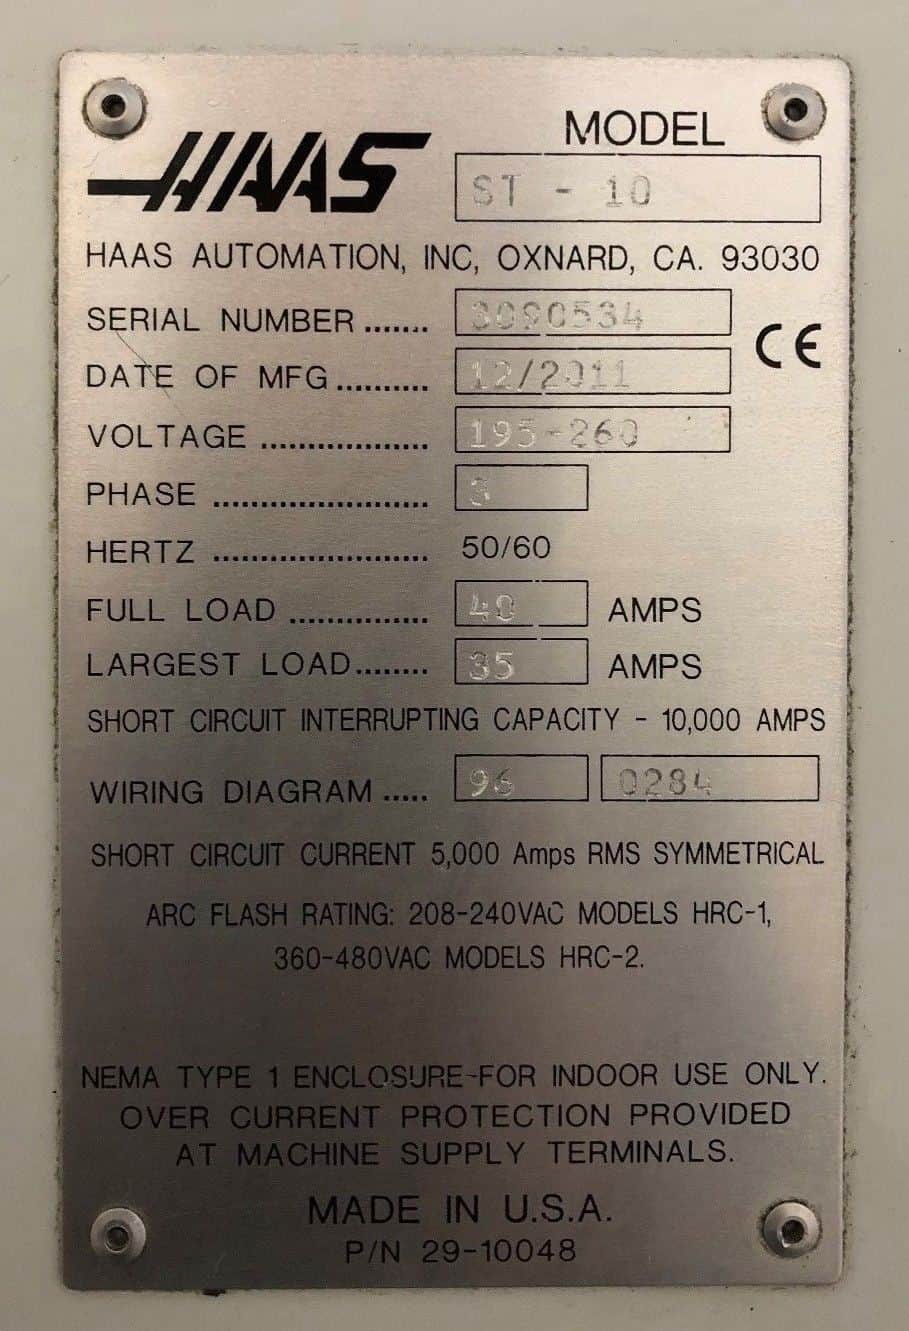 HAAS
MODEL
ST - 10
HAAS AUTOMATION, INC, OXNARD, CA. 93030
SERIAL NUMBER ....... 3090534
CE
DATE OF MFG .......... 12/2011
VOLTAGE .................. 195-260
PHASE ....................... 3
HERTZ ....................... 50/60
FULL LOAD ............... 40 AMPS
LARGEST LOAD........ 35 AMPS
SHORT CIRCUIT INTERRUPTING CAPACITY - 10,000 AMPS
WIRING DIAGRAM ..... 96 0284
SHORT CIRCUIT CURRENT 5,000 Amps RMS SYMMETRICAL
ARC FLASH RATING: 208-240VAC MODELS HRC-1,
360-480VAC MODELS HRC-2.
NEMA TYPE 1 ENCLOSURE-FOR INDOOR USE ONLY.
OVER CURRENT PROTECTION PROVIDED
AT MACHINE SUPPLY TERMINALS.
MADE IN U.S.A.
P/N 29-10048